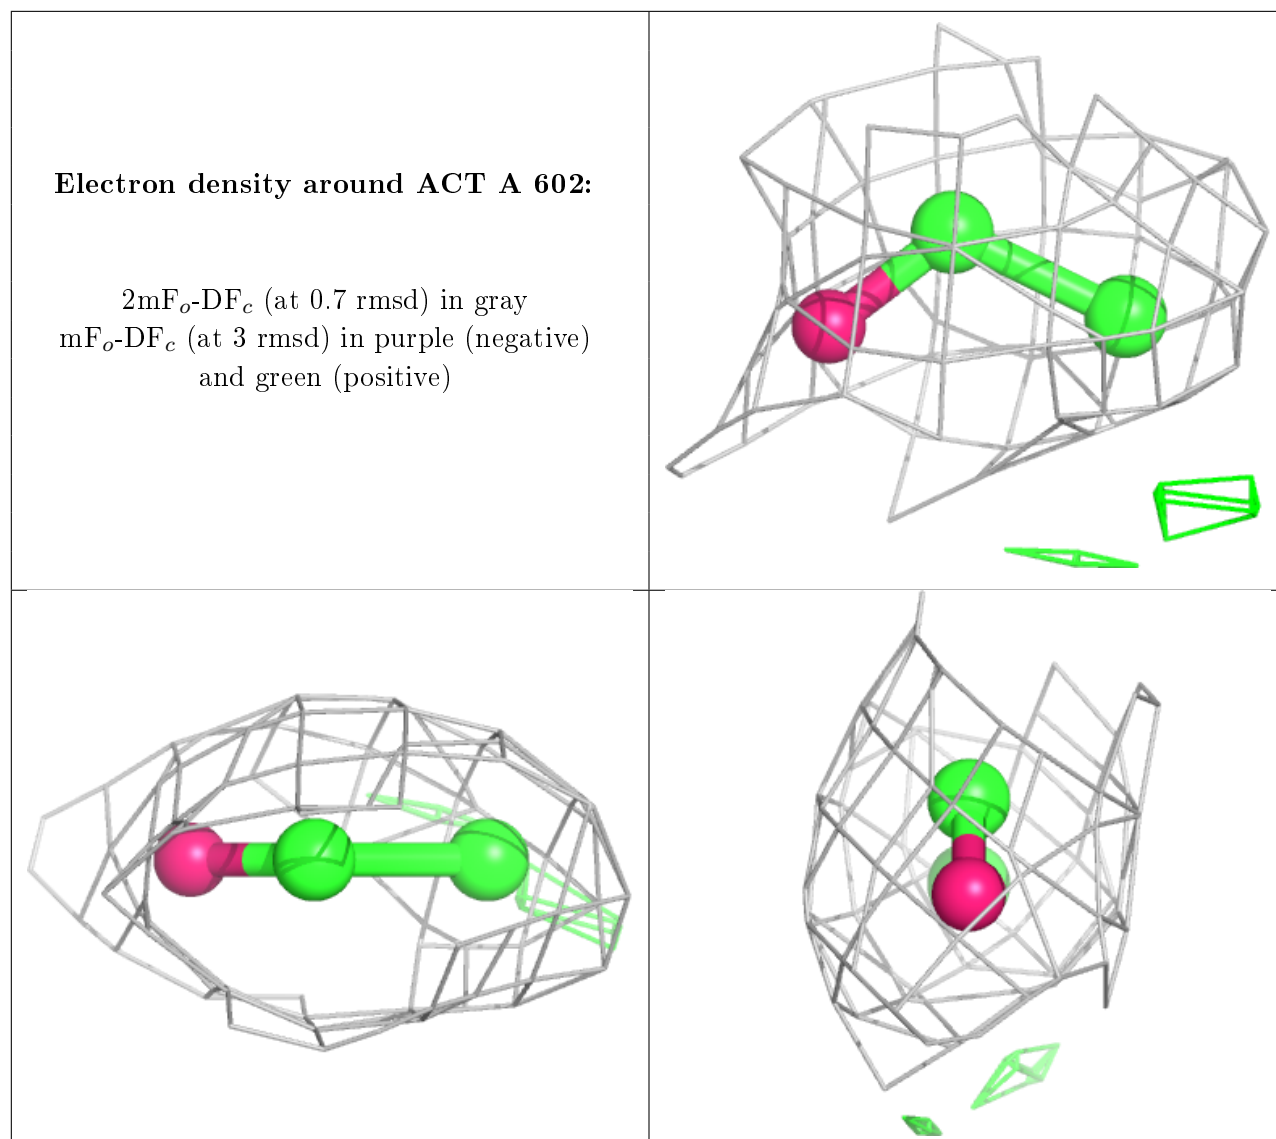 Electron density around ACT A 602:
2mFo-DFc (at 0.7 rmsd) in gray
mFo-DFc (at 3 rmsd) in purple (negative)
and green (positive)